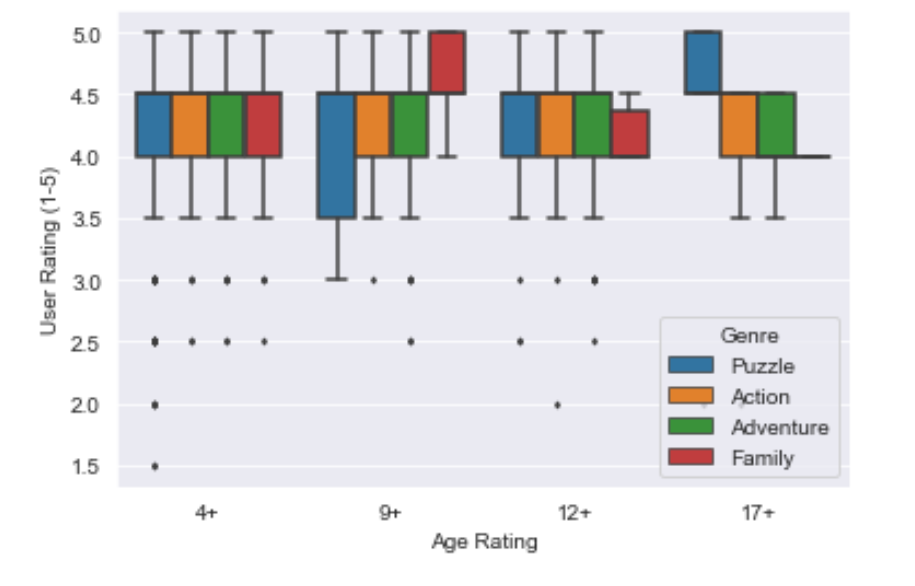 User Rating (1-5)
5.0
4.5
4.0
3.5
3.0
2.5
2.0
1.5
Genre
Puzzle
Action
Adventure
Family
4+ 9+ 12+ 17+
Age Rating